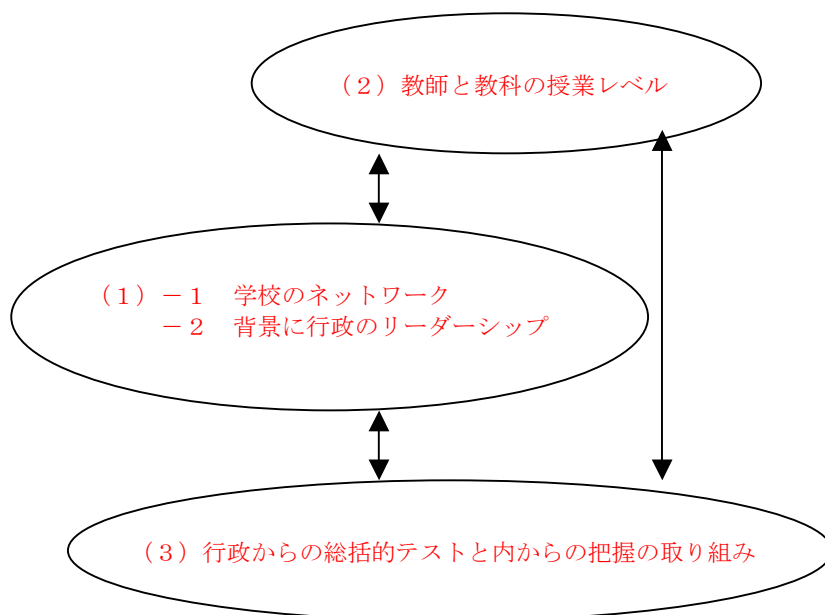 （２）教師と教科の授業レベル
（１）－１　学校のネットワーク
－２　背景に行政のリーダーシップ
（３）行政からの総括的テストと内からの把握の取り組み